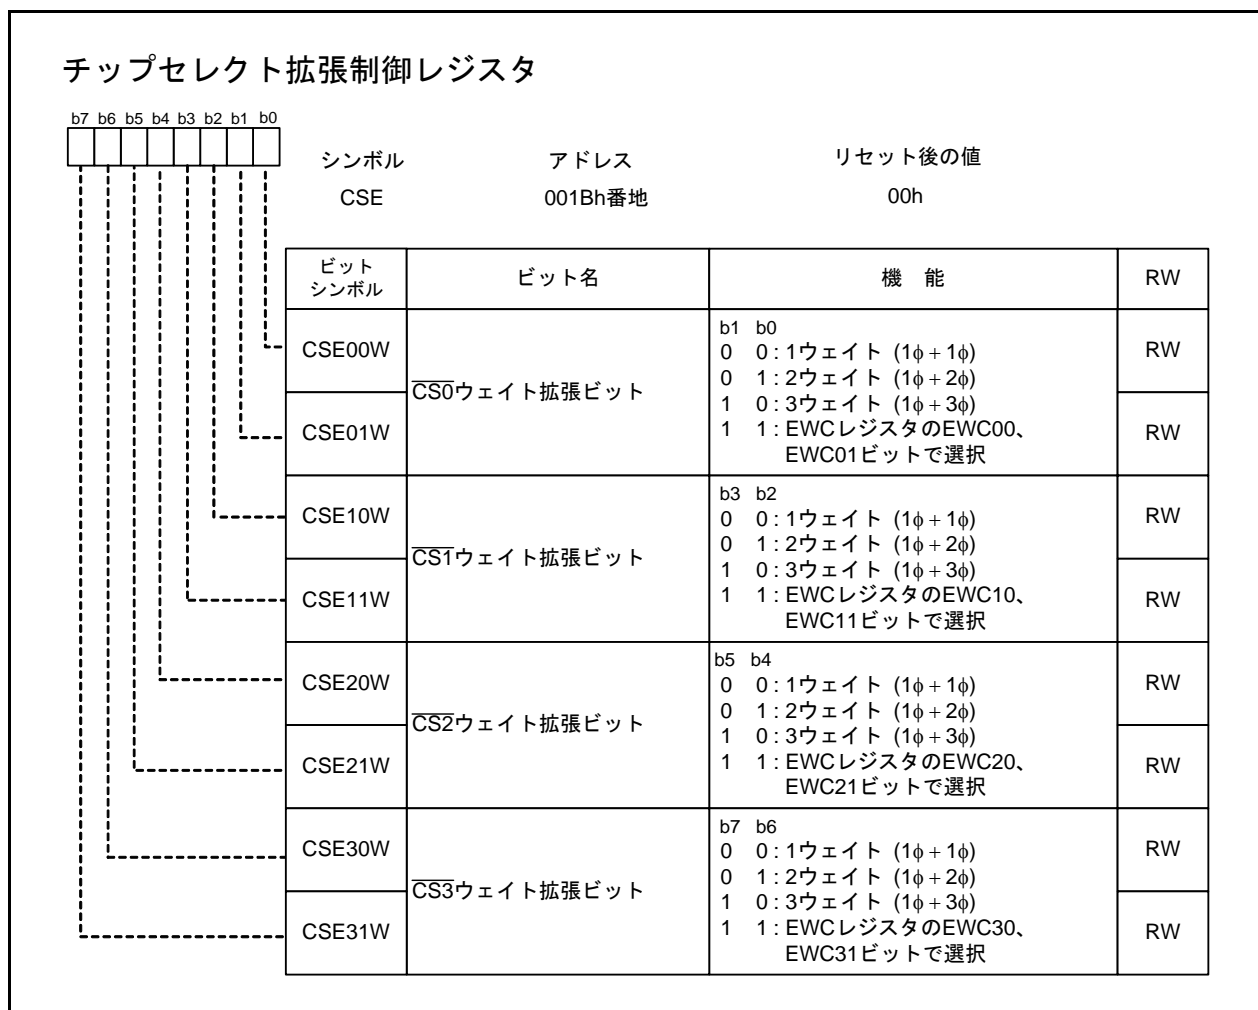 チップセレクト拡張制御レジスタ
b7 b6 b5 b4 b3 b2 b1 b0
シンボル アドレス リセット後の値
CSE 001Bh番地 00h
ビット
シンボル
ビット名
機 能
RW
CSE00W
CSE01W
CS0ウェイト拡張ビット
b1 b0
0 0 : 1ウェイト (1φ + 1φ)
0 1 : 2ウェイト (1φ + 2φ)
1 0 : 3ウェイト (1φ + 3φ)
1 1 : EWCレジスタのEWC00、
EWC01ビットで選択
RW
RW
CSE10W
CSE11W
CS1ウェイト拡張ビット
b3 b2
0 0 : 1ウェイト (1φ + 1φ)
0 1 : 2ウェイト (1φ + 2φ)
1 0 : 3ウェイト (1φ + 3φ)
1 1 : EWCレジスタのEWC10、
EWC11ビットで選択
RW
RW
CSE20W
CSE21W
CS2ウェイト拡張ビット
b5 b4
0 0 : 1ウェイト (1φ + 1φ)
0 1 : 2ウェイト (1φ + 2φ)
1 0 : 3ウェイト (1φ + 3φ)
1 1 : EWCレジスタのEWC20、
EWC21ビットで選択
RW
RW
CSE30W
CSE31W
CS3ウェイト拡張ビット
b7 b6
0 0 : 1ウェイト (1φ + 1φ)
0 1 : 2ウェイト (1φ + 2φ)
1 0 : 3ウェイト (1φ + 3φ)
1 1 : EWCレジスタのEWC30、
EWC31ビットで選択
RW
RW